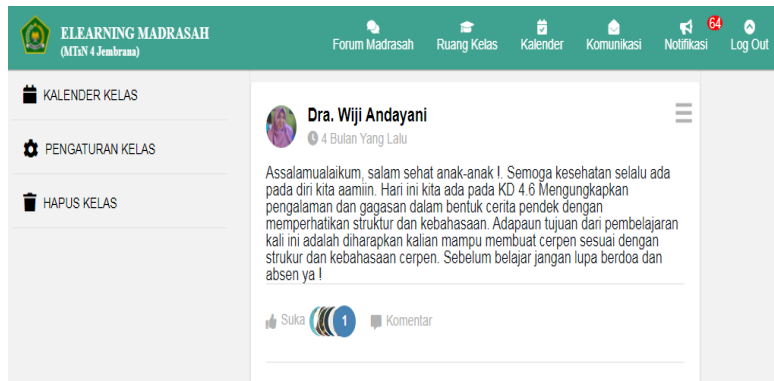 ELEARNING MADRASAH
(MTsN 4 Jembrana)
Forum Madrasah
Ruang Kelas
Kalender
Komunikasi
Notifikasi
64
Log Out
KALENDER KELAS
PENGATURAN KELAS
HAPUS KELAS
Dra. Wiji Andayani
4 Bulan Yang Lalu
Assalamualaikum, salam sehat anak-anak !. Semoga kesehatan selalu ada
pada diri kita aamiin. Hari ini kita ada pada KD 4.6 Mengungkapkan
pengalaman dan gagasan dalam bentuk cerita pendek dengan
memperhatikan struktur dan kebahasaan. Adapaun tujuan dari pembelajaran
kali ini adalah diharapkan kalian mampu membuat cerpen sesuai dengan
strukur dan kebahasaan cerpen. Sebelum belajar jangan lupa berdoa dan
absen ya !
Suka
1
Komentar